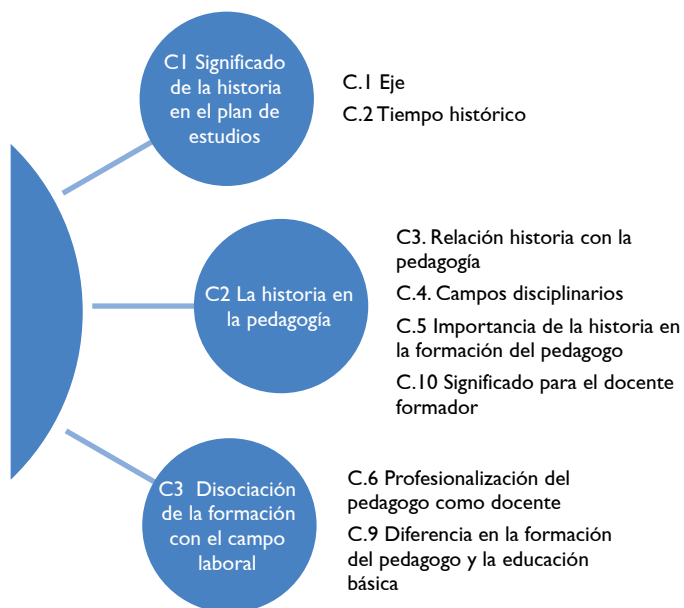 C1 Significado
de la historia
en el plan de
estudios
C.1 Eje
C.2 Tiempo histórico
C2 La historia en
la pedagogía
C3. Relación historia con la
pedagogía
C.4. Campos disciplinarios
C.5 Importancia de la historia en
la formación del pedagogo
C.10 Significado para el docente
formador
C3 Disociación
de la formación
con el campo
laboral
C.6 Profesionalización del
pedagogo como docente
C.9 Diferencia en la formación
del pedagogo y la educación
básica